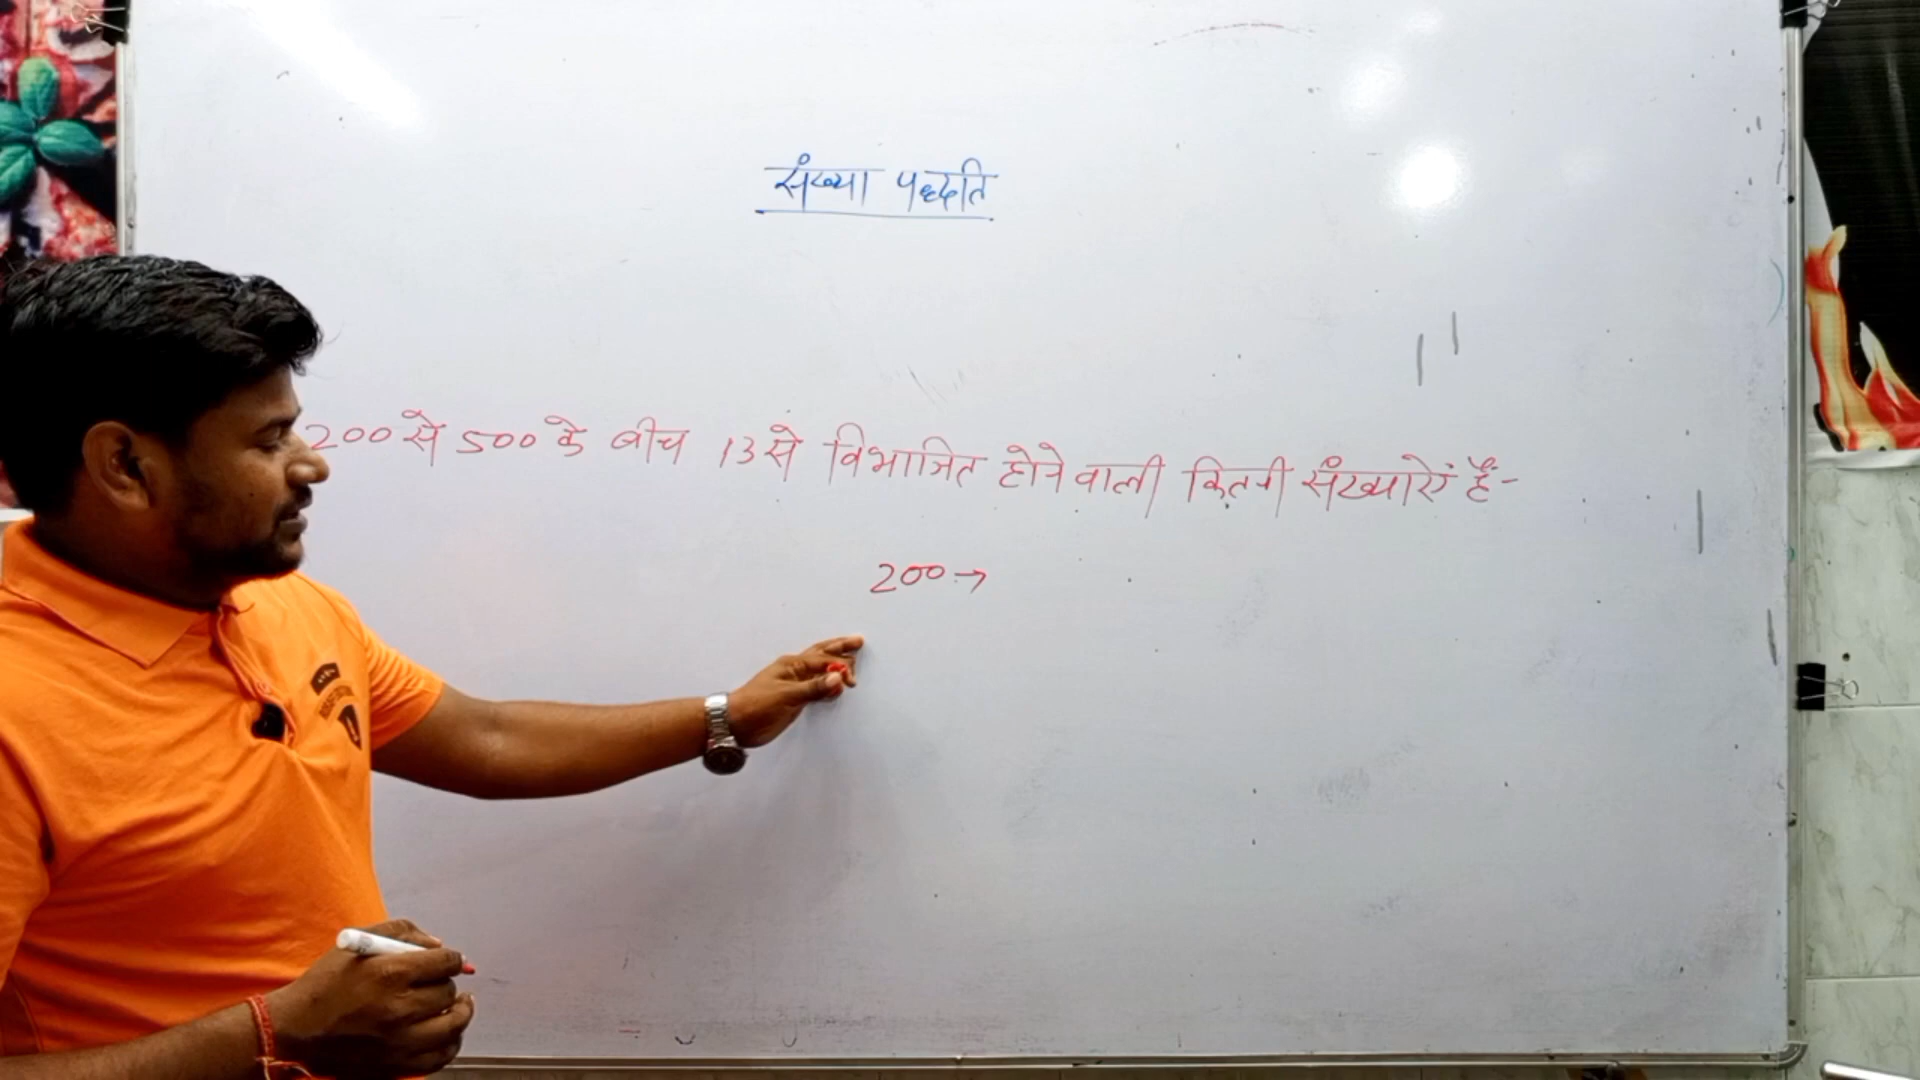 संख्या पद्धति
200 से 500 के बीच 13 से विभाजित होने वाली कितनी संख्याएं हैं-
200 →